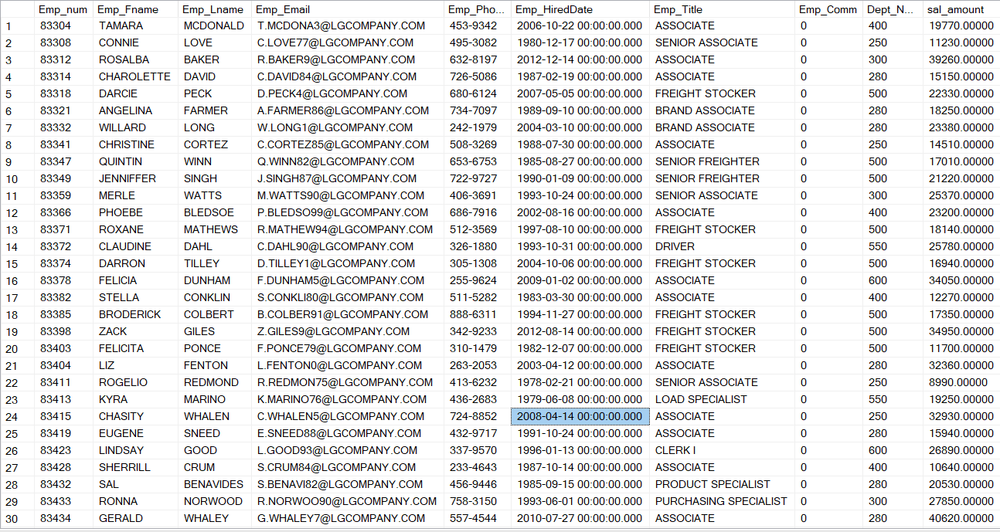 Emp_num Emp_Fname Emp_Lname Emp_Email Emp_Pho... Emp_HiredDate Emp_Title Emp_Comm Dept_N... sal_amount
1 83304 TAMARA MCDONALD T.MCDONA3@LGCOMPANY.COM 453-9342 2006-10-22 00:00:00.000 ASSOCIATE 0 400 19770.00000
2 83308 CONNIE LOVE C.LOVE77@LGCOMPANY.COM 495-3082 1980-12-17 00:00:00.000 SENIOR ASSOCIATE 0 250 11230.00000
3 83312 ROSALBA BAKER R.BAKER9@LGCOMPANY.COM 632-8197 2012-12-14 00:00:00.000 ASSOCIATE 0 300 39260.00000
4 83314 CHAROLETTE DAVID C.DAVID84@LGCOMPANY.COM 726-5086 1987-02-19 00:00:00.000 ASSOCIATE 0 280 15150.00000
5 83318 DARCIE PECK D.PECK4@LGCOMPANY.COM 680-6124 2007-05-05 00:00:00.000 FREIGHT STOCKER 0 500 22330.00000
6 83321 ANGELINA FARMER A.FARMER86@LGCOMPANY.COM 734-7097 1989-09-10 00:00:00.000 BRAND ASSOCIATE 0 280 18250.00000
7 83332 WILLARD LONG W.LONG1@LGCOMPANY.COM 242-1979 2004-03-10 00:00:00.000 BRAND ASSOCIATE 0 280 23380.00000
8 83341 CHRISTINE CORTEZ C.CORTEZ85@LGCOMPANY.COM 508-3269 1988-07-30 00:00:00.000 ASSOCIATE 0 250 14510.00000
9 83347 QUINTIN WINN Q.WINN82@LGCOMPANY.COM 653-6753 1985-08-27 00:00:00.000 SENIOR FREIGHTER 0 500 17010.00000
10 83349 JENNIFFER SINGH J.SINGH87@LGCOMPANY.COM 722-9727 1990-01-09 00:00:00.000 SENIOR FREIGHTER 0 500 21220.00000
11 83359 MERLE WATTS M.WATTS90@LGCOMPANY.COM 406-3691 1993-10-24 00:00:00.000 SENIOR ASSOCIATE 0 300 25370.00000
12 83366 PHOEBE BLEDSOE P.BLEDSO99@LGCOMPANY.COM 686-7916 2002-08-16 00:00:00.000 ASSOCIATE 0 400 23200.00000
13 83371 ROXANE MATHEWS R.MATHEW94@LGCOMPANY.COM 512-3569 1997-08-10 00:00:00.000 FREIGHT STOCKER 0 500 18140.00000
14 83372 CLAUDINE DAHL C.DAHL90@LGCOMPANY.COM 326-1880 1993-10-31 00:00:00.000 DRIVER 0 550 25780.00000
15 83374 DARRON TILLEY D.TILLEY1@LGCOMPANY.COM 305-1308 2004-10-06 00:00:00.000 FREIGHT STOCKER 0 500 16940.00000
16 83378 FELICIA DUNHAM F.DUNHAM5@LGCOMPANY.COM 255-9624 2009-01-02 00:00:00.000 ASSOCIATE 0 600 34050.00000
17 83382 STELLA CONKLIN S.CONKLI80@LGCOMPANY.COM 511-5282 1983-03-30 00:00:00.000 ASSOCIATE 0 400 12270.00000
18 83385 BRODERICK COLBERT B.COLBER91@LGCOMPANY.COM 888-6311 1994-11-27 00:00:00.000 FREIGHT STOCKER 0 500 17350.00000
19 83398 ZACK GILES Z.GILES9@LGCOMPANY.COM 342-9233 2012-08-14 00:00:00.000 FREIGHT STOCKER 0 500 34950.00000
20 83403 FELICITA PONCE F.PONCE79@LGCOMPANY.COM 310-1479 1982-12-07 00:00:00.000 FREIGHT STOCKER 0 500 11700.00000
21 83404 LIZ FENTON L.FENTON0@LGCOMPANY.COM 263-2053 2003-04-12 00:00:00.000 ASSOCIATE 0 280 32360.00000
22 83411 ROGELIO REDMOND R.REDMON75@LGCOMPANY.COM 413-6232 1978-02-21 00:00:00.000 SENIOR ASSOCIATE 0 250 8990.00000
23 83413 KYRA MARINO K.MARINO76@LGCOMPANY.COM 436-2683 1979-06-08 00:00:00.000 LOAD SPECIALIST 0 550 19250.00000
24 83415 CHASITY WHALEN C.WHALEN5@LGCOMPANY.COM 724-8852 2008-04-14 00:00:00.000 ASSOCIATE 0 250 32930.00000
25 83419 EUGENE SNEED E.SNEED88@LGCOMPANY.COM 432-9717 1991-10-24 00:00:00.000 ASSOCIATE 0 280 15940.00000
26 83423 LINDSAY GOOD L.GOOD93@LGCOMPANY.COM 337-9570 1996-01-13 00:00:00.000 CLERK I 0 600 26890.00000
27 83428 SHERRILL CRUM S.CRUM84@LGCOMPANY.COM 233-4643 1987-10-14 00:00:00.000 ASSOCIATE 0 400 10640.00000
28 83432 SAL BENAVIDES S.BENAVI82@LGCOMPANY.COM 456-9446 1985-09-15 00:00:00.000 PRODUCT SPECIALIST 0 280 20530.00000
29 83433 RONNA NORWOOD R.NORWOO90@LGCOMPANY.COM 758-3150 1993-06-01 00:00:00.000 PURCHASING SPECIALIST 0 300 27850.00000
30 83434 GERALD WHALEY G.WHALEY7@LGCOMPANY.COM 557-4544 2010-07-27 00:00:00.000 ASSOCIATE 0 280 40620.00000